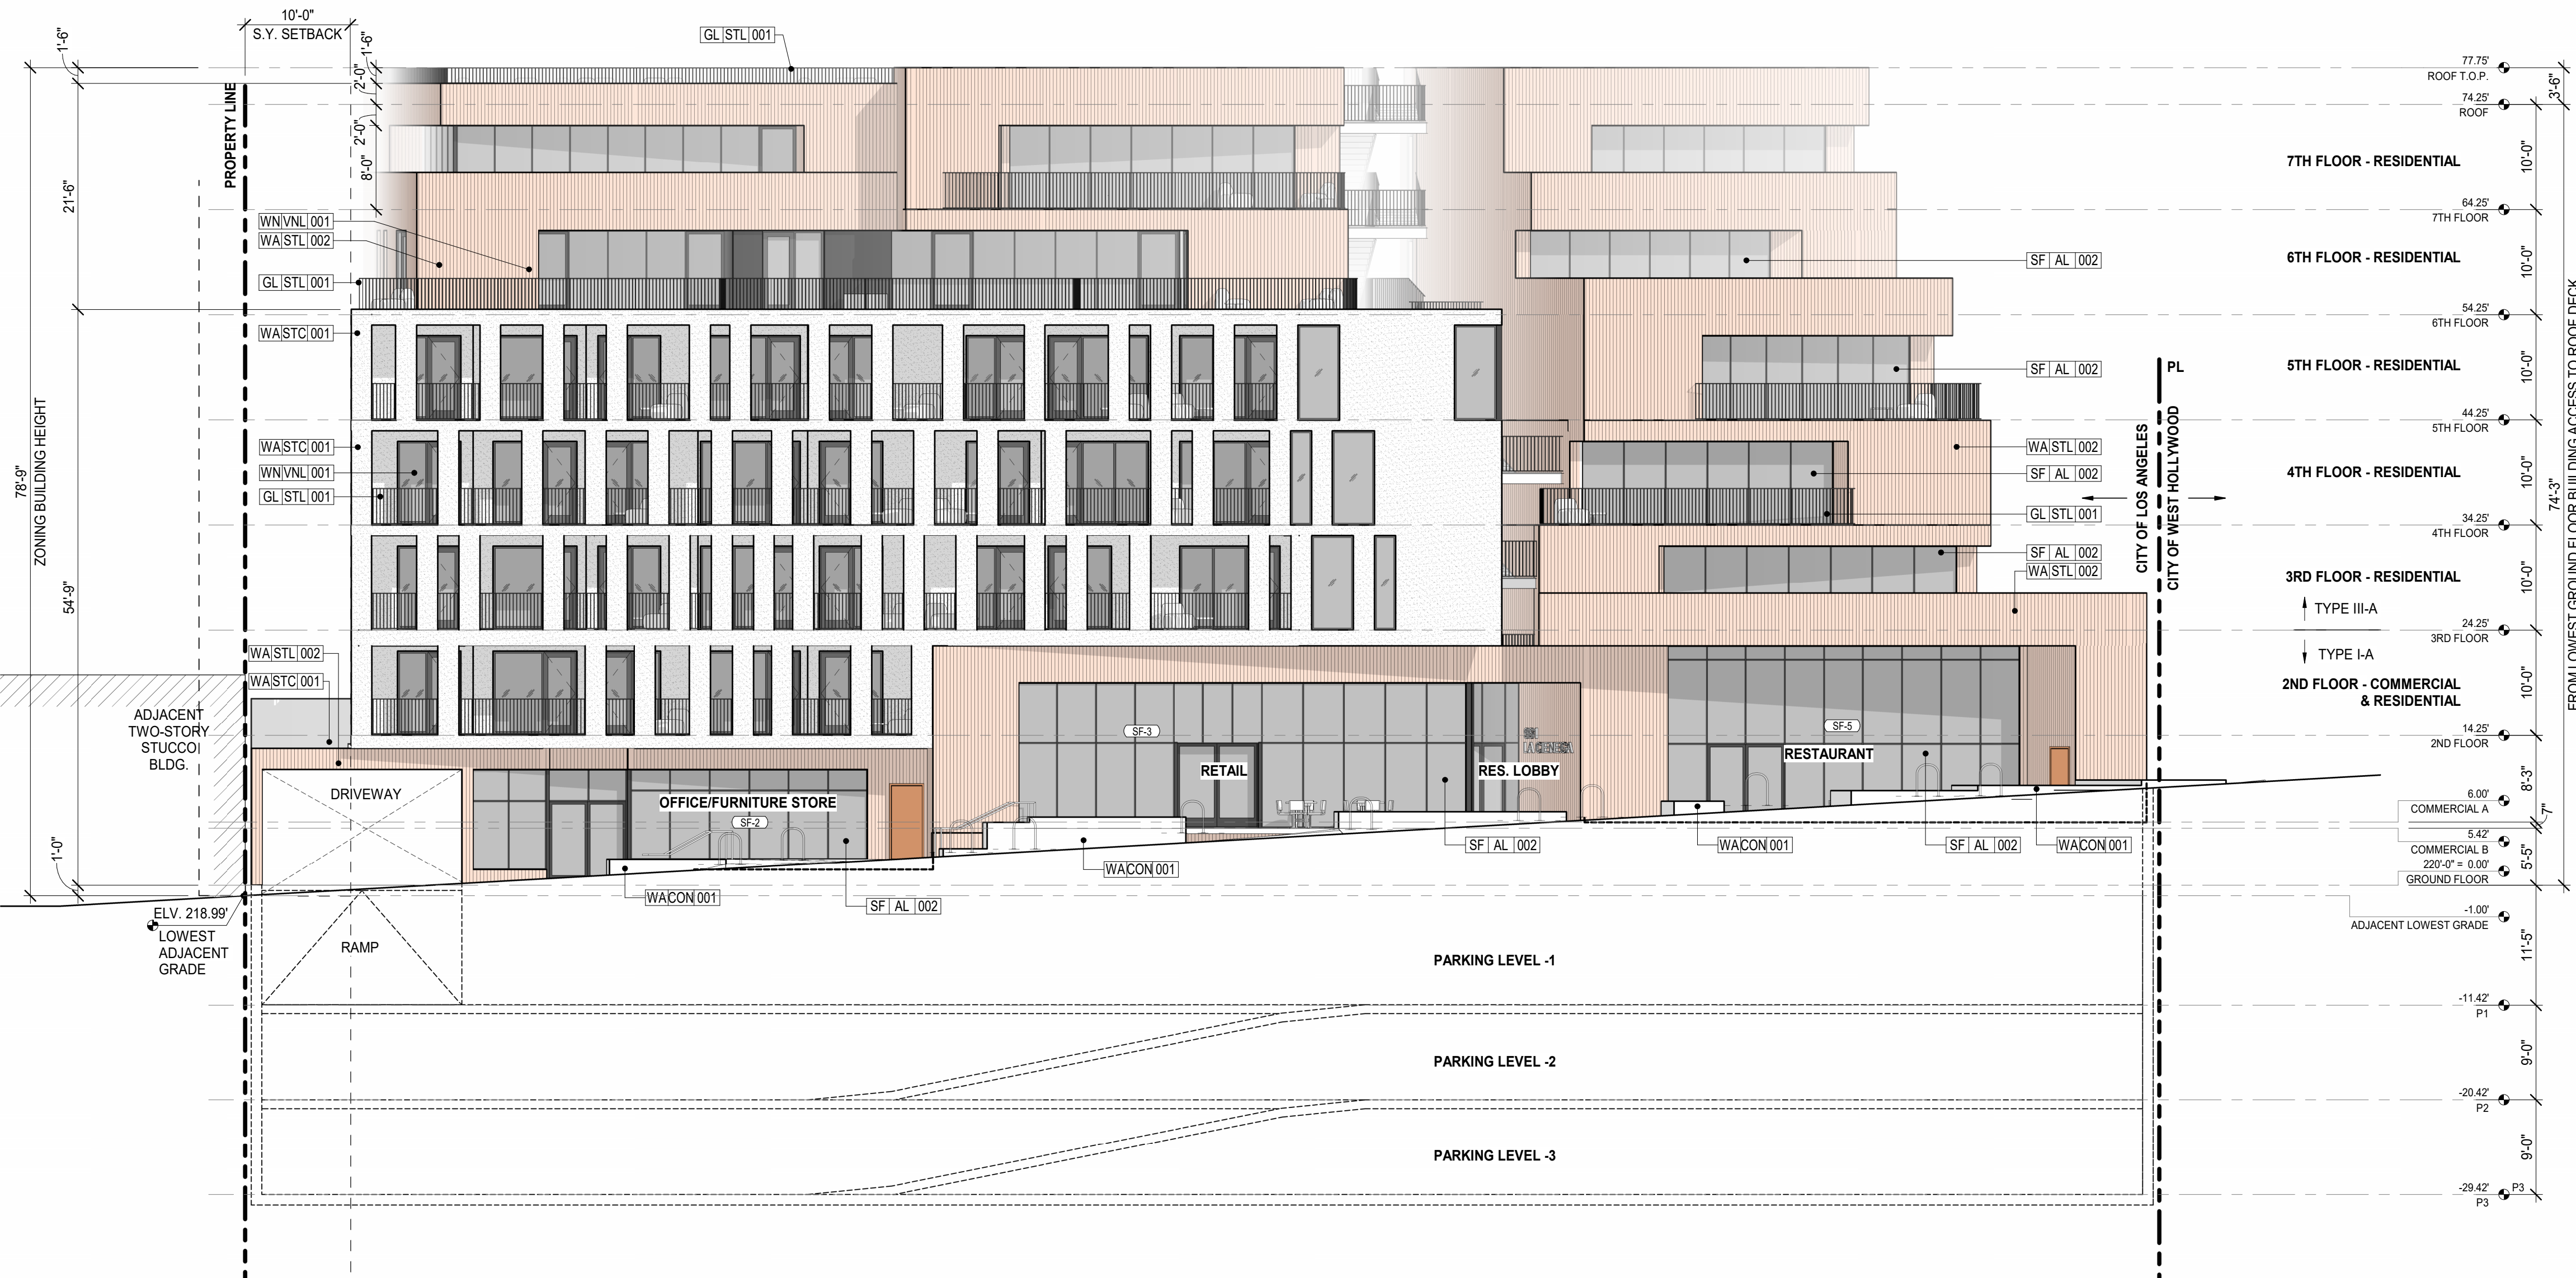 10'-0"
S.Y. SETBACK
1'-6"
1'-6"
2'-0"
2'-0"
8'-0"
21'-6"
78'-9"
ZONING BUILDING HEIGHT
54'-9"
1'-0"
PROPERTY LINE
GL STL 001
WN VNL 001
WA STL 002
GL STL 001
WA STC 001
WA STC 001
WN VNL 001
GL STL 001
WA STL 002
WA STC 001
ADJACENT
TWO-STORY
STUCCO
BLDG.
DRIVEWAY
OFFICE/FURNITURE STORE
SF-2
SF-3
RETAIL
RES. LOBBY
SF-5
RESTAURANT
WA CON 001
SF AL 002
WA CON 001
SF AL 002
WA CON 001
SF AL 002
WA CON 001
ELV. 218.99'
LOWEST
ADJACENT
GRADE
RAMP
PARKING LEVEL -1
PARKING LEVEL -2
PARKING LEVEL -3
SF AL 002
SF AL 002
WA STL 002
SF AL 002
GL STL 001
SF AL 002
WA STL 002
PL
CITY OF LOS ANGELES
CITY OF WEST HOLLYWOOD
7TH FLOOR - RESIDENTIAL
6TH FLOOR - RESIDENTIAL
5TH FLOOR - RESIDENTIAL
4TH FLOOR - RESIDENTIAL
3RD FLOOR - RESIDENTIAL
TYPE III-A
TYPE I-A
2ND FLOOR - COMMERCIAL
& RESIDENTIAL
77.75'
ROOF T.O.P.
74.25'
ROOF
64.25'
7TH FLOOR
54.25'
6TH FLOOR
44.25'
5TH FLOOR
34.25'
4TH FLOOR
24.25'
3RD FLOOR
14.25'
2ND FLOOR
6.00'
COMMERCIAL A
5.42'
COMMERCIAL B
220'-0" = 0.00'
GROUND FLOOR
-1.00'
ADJACENT LOWEST GRADE
-11.42'
P1
-20.42'
P2
-29.42'
P3
P3
3'-6"
10'-0"
10'-0"
10'-0"
10'-0"
10'-0"
10'-0"
8'-3"
7"
5'-5"
11'-5"
9'-0"
9'-0"
74'-3"
FROM LOWEST GROUND FLOOR BUILDING ACCESS TO ROOF DECK